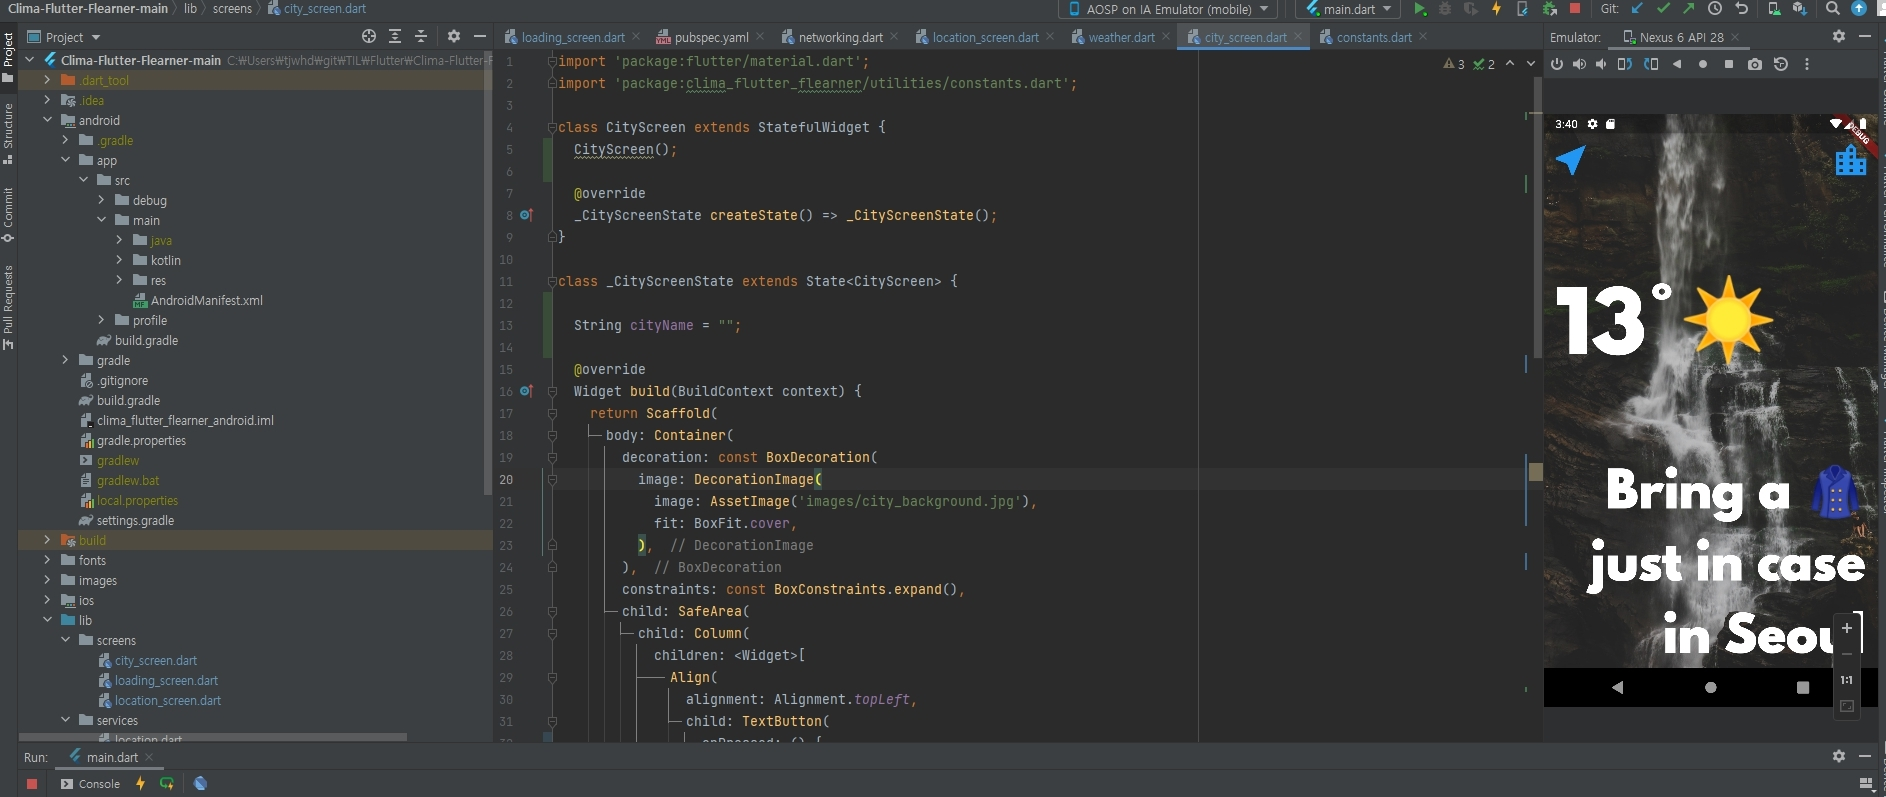 Clima-Flutter-Flearner-main lib screens city_screen.dart
AOSP on IA Emulator (mobile) main.dart Git:
Project
loading_screen.dart pubspec.yaml networking.dart location_screen.dart weather.dart city_screen.dart constants.dart
Emulator: Nexus 6 API 28
Project
Structure
Commit
Pull Requests
Clima-Flutter-Flearner-main C:₩Users₩tjwhd₩git₩TIL₩Flutter₩Clima-Flutter-F
.dart_tool
.idea
android
.gradle
app
src
debug
main
java
kotlin
res
AndroidManifest.xml
profile
build.gradle
gradle
.gitignore
build.gradle
clima_flutter_flearner_android.iml
gradle.properties
gradlew
gradlew.bat
local.properties
settings.gradle
build
fonts
images
ios
lib
screens
city_screen.dart
loading_screen.dart
location_screen.dart
services
location.dart
3 2
1 import 'package:flutter/material.dart';
2 import 'package:clima_flutter_flearner/utilities/constants.dart';
3
4 class CityScreen extends StatefulWidget {
5 CityScreen();
6
7 @override
8 _CityScreenState createState() => _CityScreenState();
9 }
10
11 class _CityScreenState extends State<CityScreen> {
12
13 String cityName = "";
14
15 @override
16 Widget build(BuildContext context) {
17 return Scaffold(
18 body: Container(
19 decoration: const BoxDecoration(
20 image: DecorationImage(
21 image: AssetImage('images/city_background.jpg'),
22 fit: BoxFit.cover,
23 ), // DecorationImage
24 ), // BoxDecoration
25 constraints: const BoxConstraints.expand(),
26 child: SafeArea(
27 child: Column(
28 children: <Widget>[
29 Align(
30 alignment: Alignment.topLeft,
31 child: TextButton(
onPressed: () {
3:40
DEBUG
13°
Bring a
just in case
in Seoul
1:1
Run: main.dart
Console